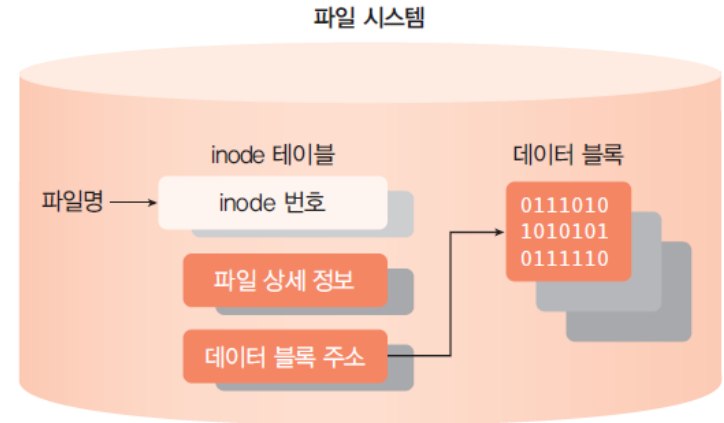 파일 시스템
inode 테이블
데이터 블록
파일명
inode 번호
0111010
1010101
0111110
파일 상세 정보
데이터 블록 주소